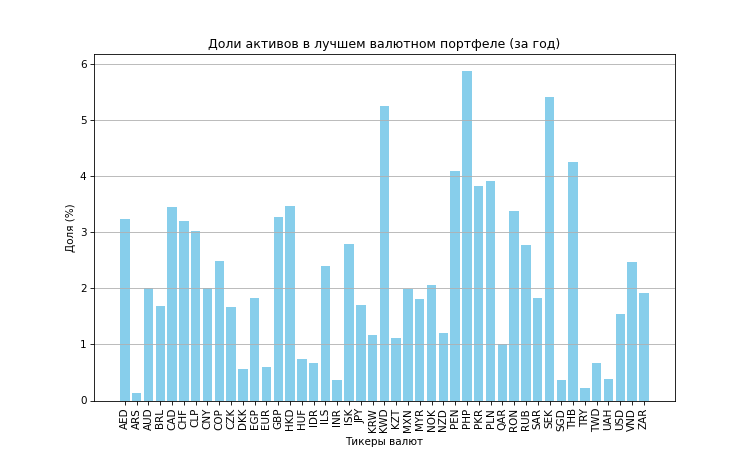 Доли активов в лучшем валютном портфеле (за год)
Доля (%)
6
5
4
3
2
1
0
AED ARS AUD BRL CAD CHF CLP CNY COP CZK DKK EGP EUR GBP HKD HUF IDR ILS INR ISK JPY KRW KWD KZT MXN MYR NOK NZD PEN PHP PKR PLN QAR RON RUB SAR SEK SGD THB TRY TWD UAH USD VND ZAR
Тикеры валют